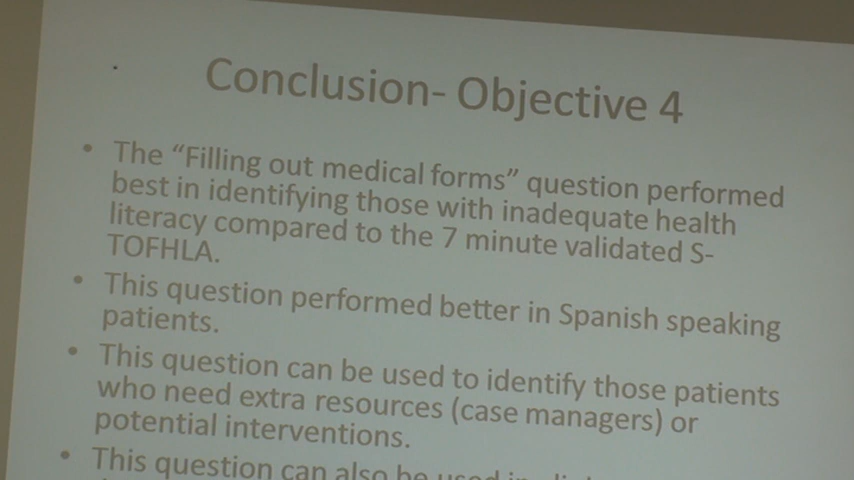 Conclusion- Objective 4
• The “Filling out medical forms” question performed
best in identifying those with inadequate health
literacy compared to the 7 minute validated S-
TOFHLA.
• This question performed better in Spanish speaking
patients.
• This question can be used to identify those patients
who need extra resources (case managers) or
potential interventions.
• This question can also be used in